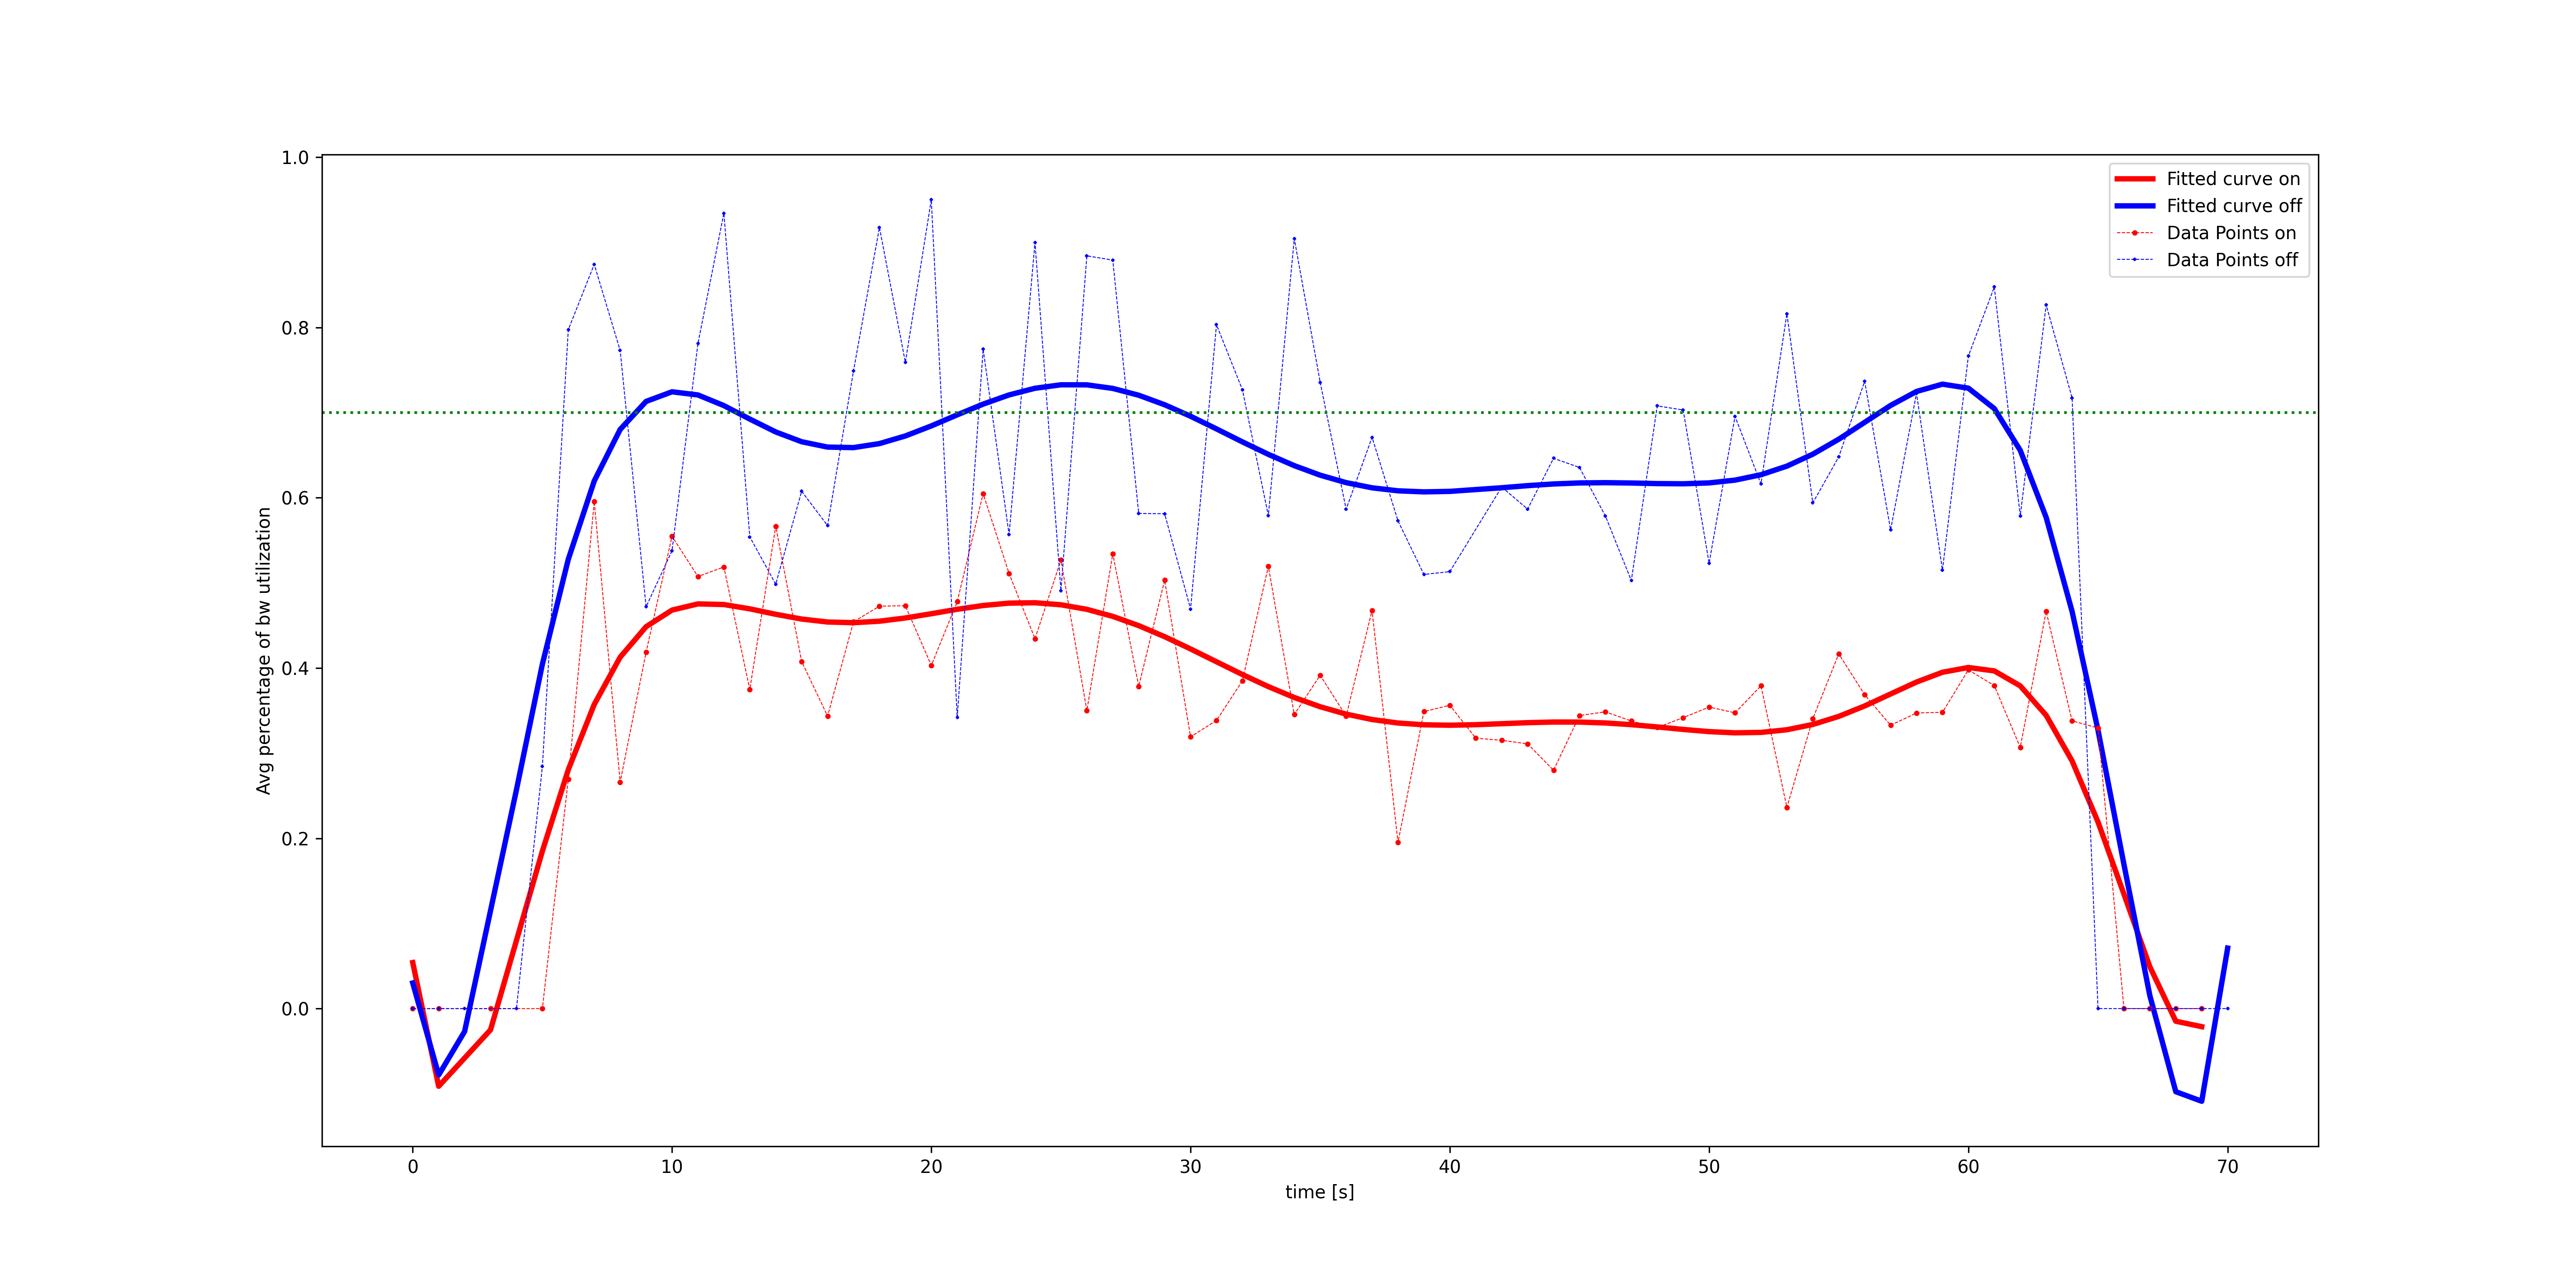 1.0
0.8
0.6
0.4
0.2
0.0
Avg percentage of bw utilization
Fitted curve on
Fitted curve off
Data Points on
Data Points off
0 10 20 30 40 50 60 70
time [s]